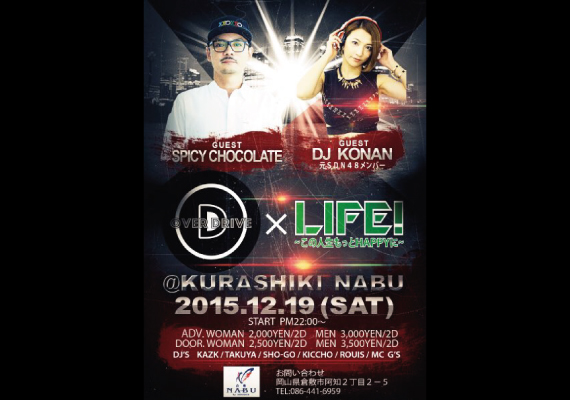 GUEST
SPICY CHOCOLATE
GUEST
DJ KONAN
元SDN48メンバー
OVER DRIVE
D
×
LIFE!
~この人生もっとHAPPYに~
@KURASHIKI NABU
2015.12.19 (SAT)
START PM22:00~
ADV. WOMAN 2,000YEN/2D MEN 3,000YEN/2D
DOOR. WOMAN 2,500YEN/2D MEN 3,500YEN/2D
DJ'S KAZK / TAKUYA / SHO-GO / KICCHO / ROUIS / MC G'S
NABU
お問い合わせ
岡山県倉敷市阿知2丁目2-5
TEL:086-441-6959